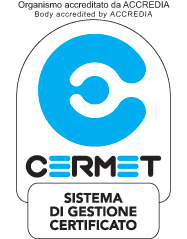 Organismo accreditato da ACCREDIA
Body accredited by ACCREDIA
CERMET
SISTEMA
DI GESTIONE
CERTIFICATO